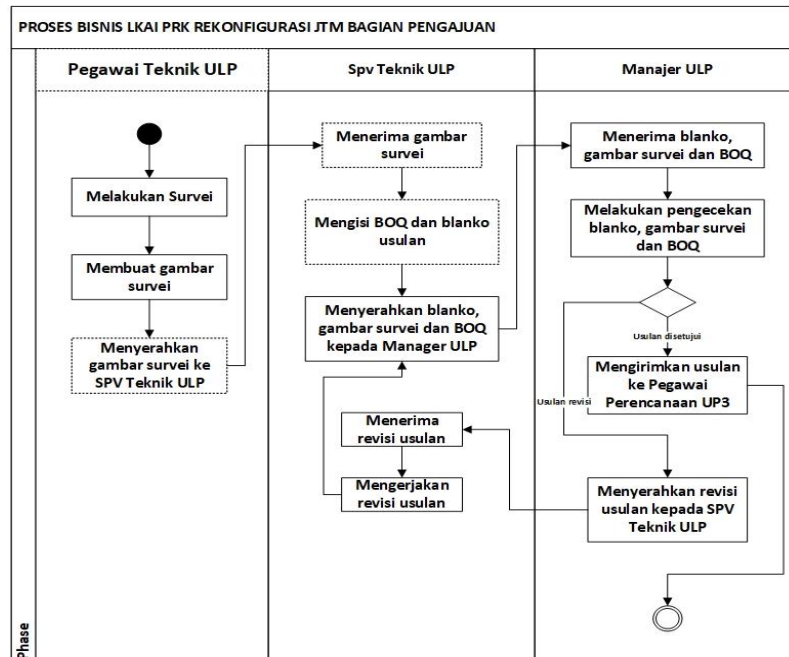 PROSES BISNIS LKAI PRK REKONFIGURASI JTM BAGIAN PENGAJUAN
Pegawai Teknik ULP
Spv Teknik ULP
Manajer ULP
Melakukan Survei
Membuat gambar
survei
Menyerahkan
gambar survei ke
SPV Teknik ULP
Menerima gambar
survei
Mengisi BOQ dan blanko
usulan
Menyerahkan blanko,
gambar survei dan BOQ
kepada Manager ULP
Menerima
revisi usulan
Mengerjakan
revisi usulan
Menerima blanko,
gambar survei dan BOQ
Melakukan pengecekan
blanko, gambar survei
dan BOQ
Usulan disetujui
Mengirimkan usulan
ke Pegawai
Perencanaan UP3
Usulan revisi
Menyerahkan revisi
usulan kepada SPV
Teknik ULP
Phase